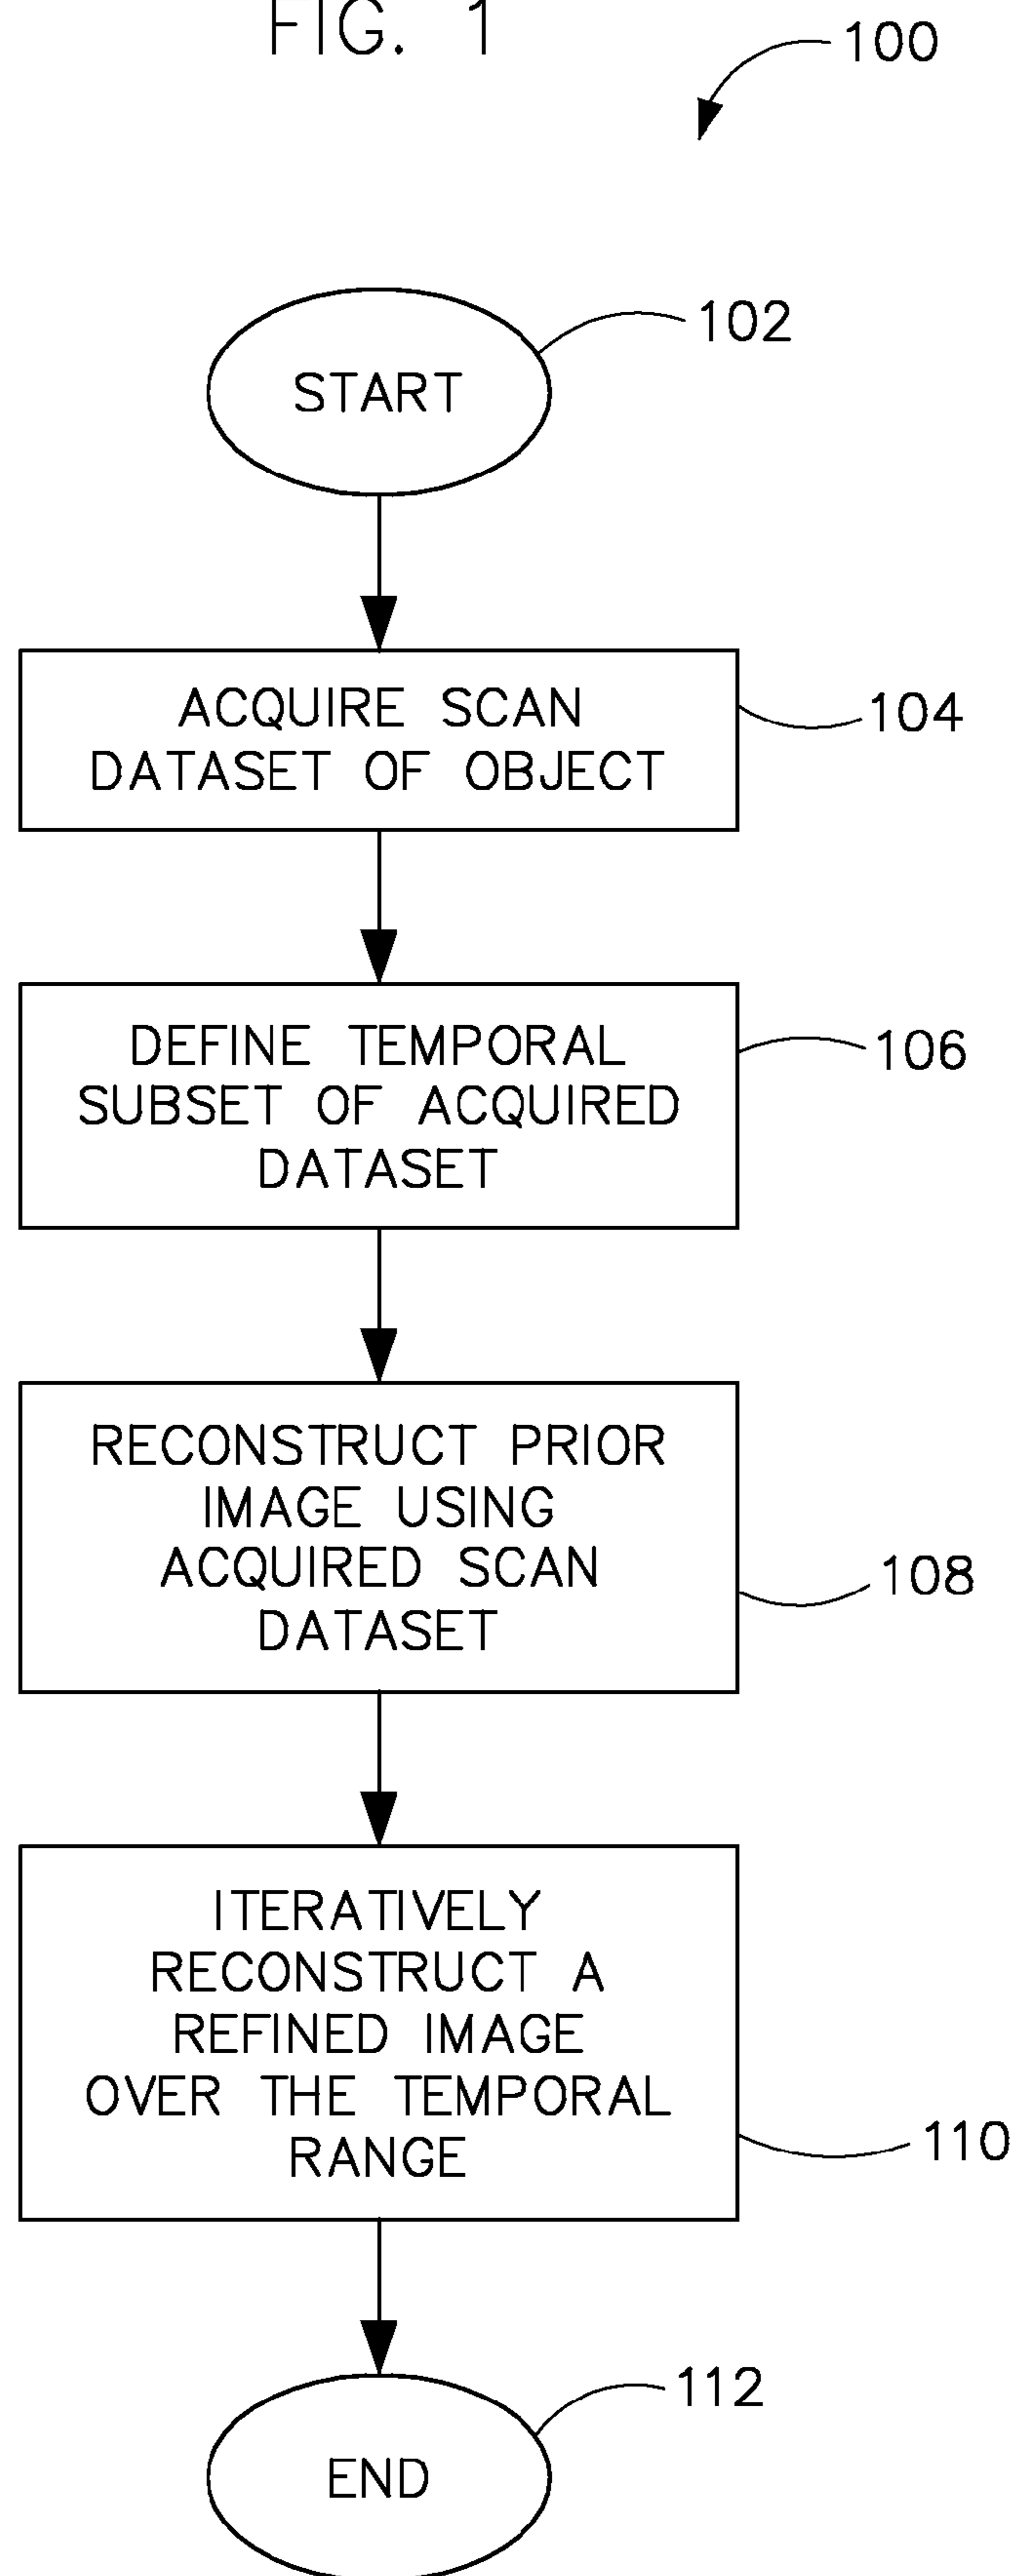 FIG. 1
100
START
102
ACQUIRE SCAN
DATASET OF OBJECT
104
DEFINE TEMPORAL
SUBSET OF ACQUIRED
DATASET
106
RECONSTRUCT PRIOR
IMAGE USING
ACQUIRED SCAN
DATASET
108
ITERATIVELY
RECONSTRUCT A
REFINED IMAGE
OVER THE TEMPORAL
RANGE
110
END
112